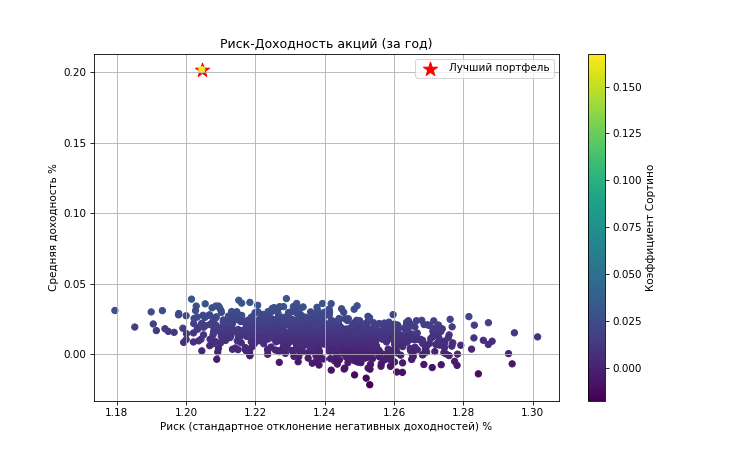 Риск-Доходность акций (за год)
Лучший портфель
0.20
0.15
0.10
0.05
0.00
Средняя доходность %
1.18 1.20 1.22 1.24 1.26 1.28 1.30
Риск (стандартное отклонение негативных доходностей) %
0.150
0.125
0.100
0.075
0.050
0.025
0.000
Коэффициент Сортино